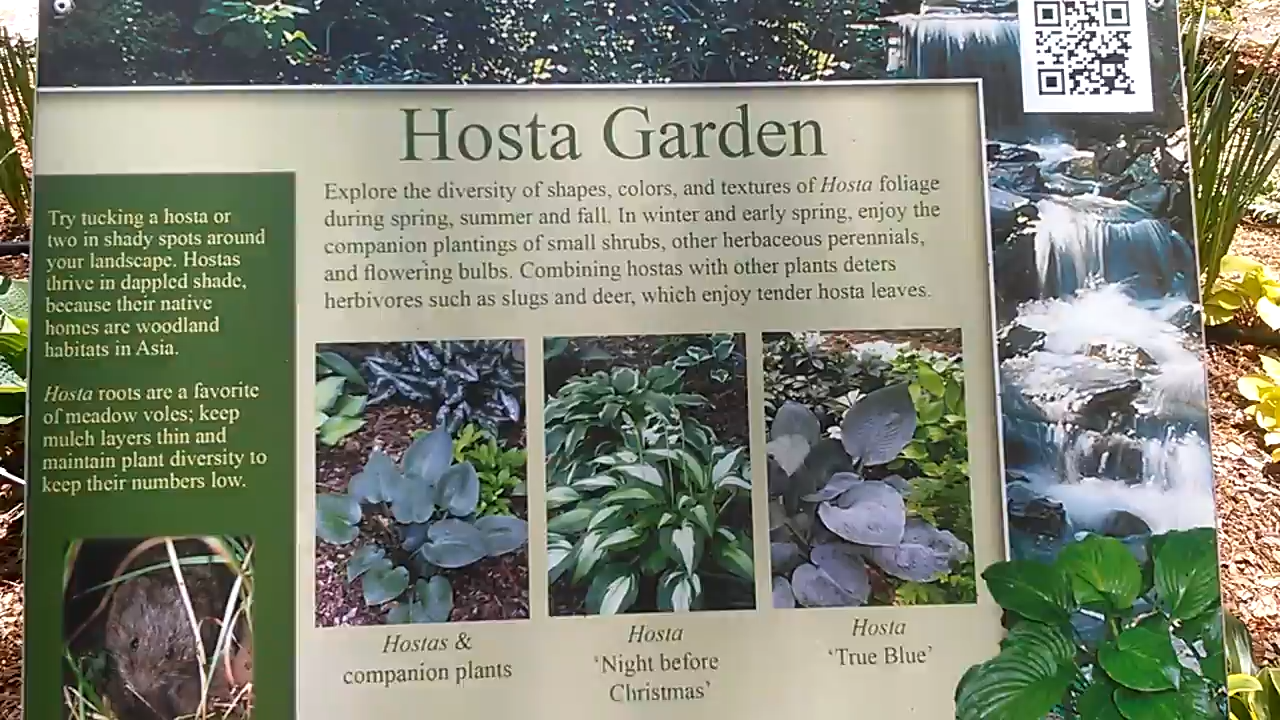 Hosta Garden
Explore the diversity of shapes, colors, and textures of Hosta foliage
during spring, summer and fall. In winter and early spring, enjoy the
companion plantings of small shrubs, other herbaceous perennials,
and flowering bulbs. Combining hostas with other plants deters
herbivores such as slugs and deer, which enjoy tender hosta leaves.
Try tucking a hosta or
two in shady spots around
your landscape. Hostas
thrive in dappled shade,
because their native
homes are woodland
habitats in Asia.
Hosta roots are a favorite
of meadow voles; keep
mulch layers thin and
maintain plant diversity to
keep their numbers low.
Hostas &
companion plants
Hosta
‘Night before
Christmas’
Hosta
‘True Blue’